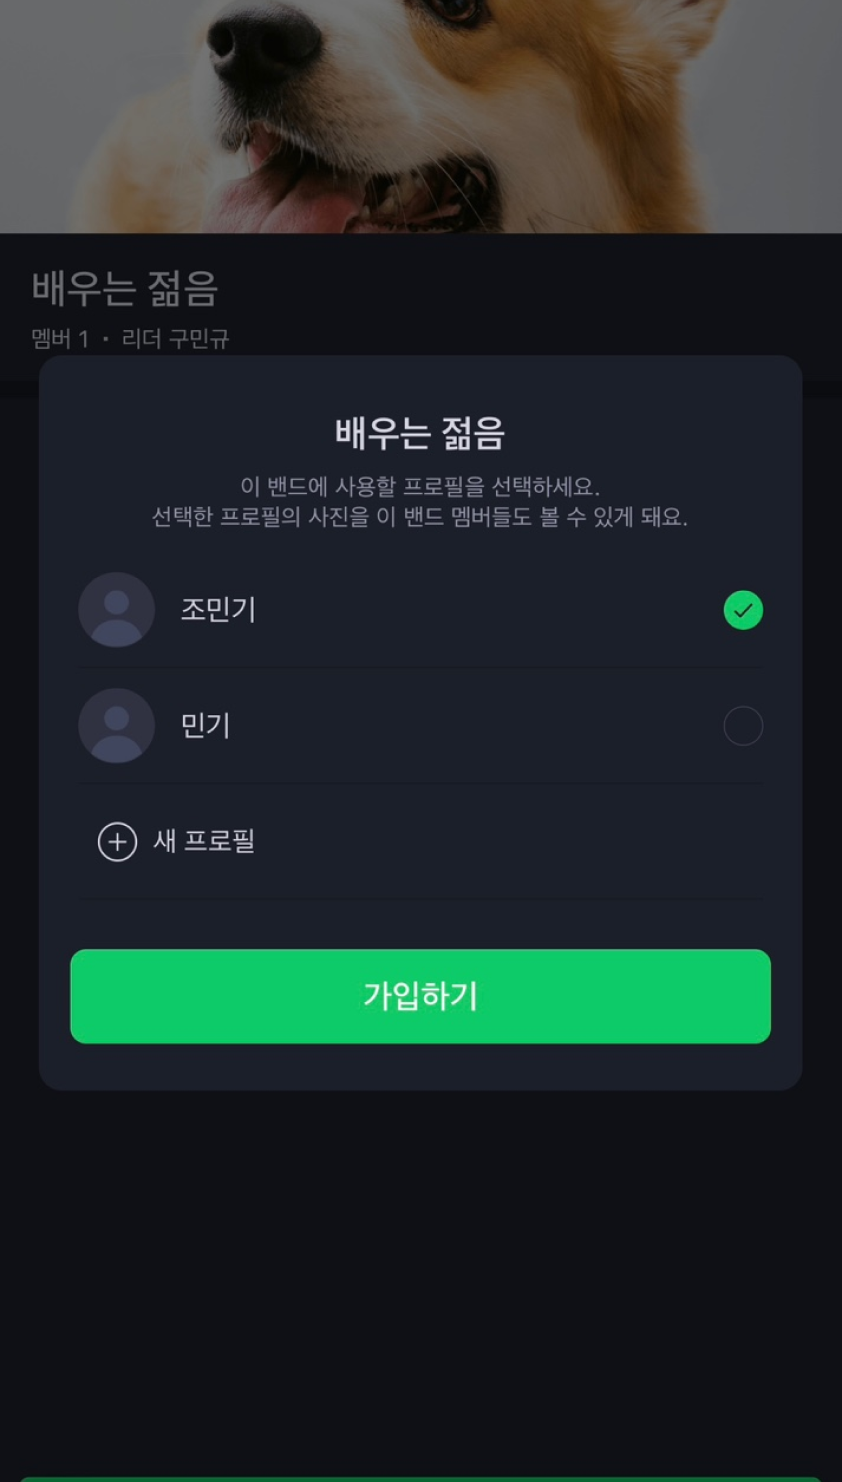 배우는 젊음
멤버 1 • 리더 구민규
배우는 젊음
이 밴드에 사용할 프로필을 선택하세요.
선택한 프로필의 사진을 이 밴드 멤버들도 볼 수 있게 돼요.
조민기
민기
새 프로필
가입하기